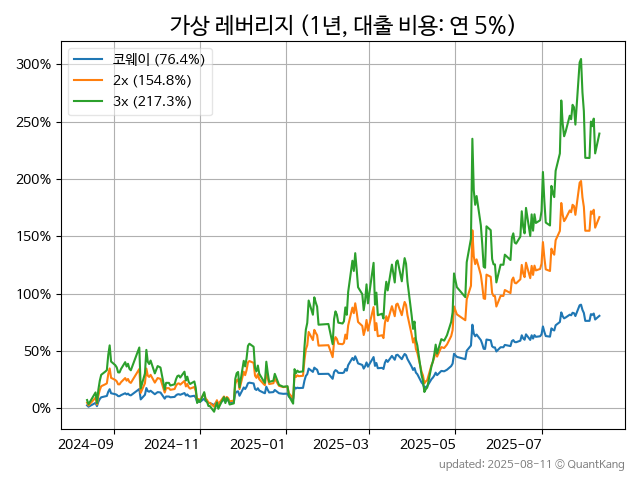 가상 레버리지 (1년, 대출 비용: 연 5%)
300%
250%
200%
150%
100%
50%
0%
코웨이 (76.4%)
2x (154.8%)
3x (217.3%)
2024-09 2024-11 2025-01 2025-03 2025-05 2025-07
updated: 2025-08-11 © QuantKang